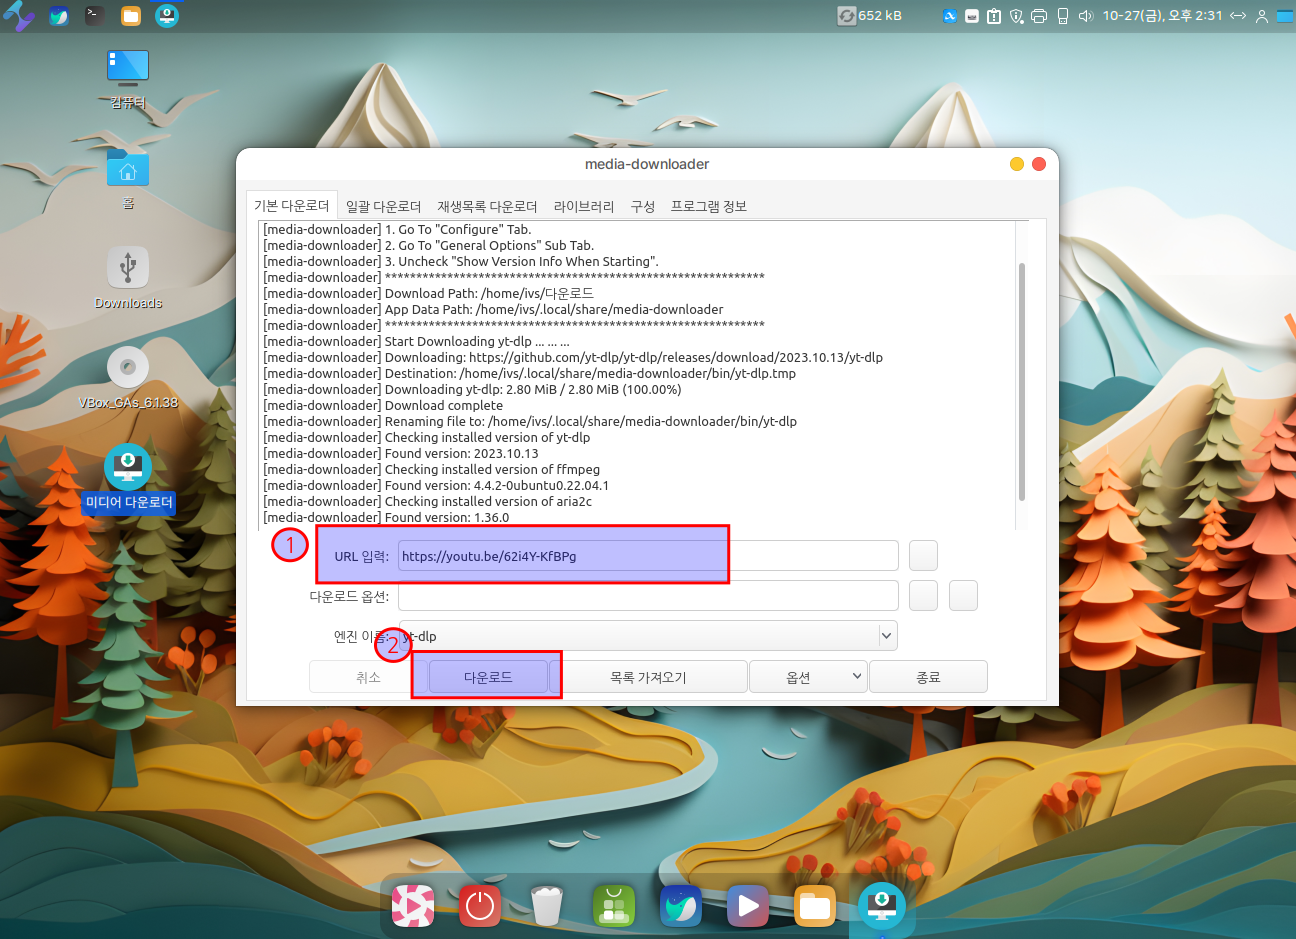 652 kB
10-27(금), 오후 2:31
컴퓨터
홈
Downloads
VBox_GAs_6.1.38
미디어 다운로더
media-downloader
기본 다운로더 일괄 다운로더 재생목록 다운로더 라이브러리 구성 프로그램 정보
[media-downloader] 1. Go To "Configure" Tab.
[media-downloader] 2. Go To "General Options" Sub Tab.
[media-downloader] 3. Uncheck "Show Version Info When Starting".
[media-downloader] *************************************************************
[media-downloader] Download Path: /home/ivs/다운로드
[media-downloader] App Data Path: /home/ivs/.local/share/media-downloader
[media-downloader] *************************************************************
[media-downloader] Start Downloading yt-dlp ... ... ...
[media-downloader] Downloading: https://github.com/yt-dlp/yt-dlp/releases/download/2023.10.13/yt-dlp
[media-downloader] Destination: /home/ivs/.local/share/media-downloader/bin/yt-dlp.tmp
[media-downloader] Downloading yt-dlp: 2.80 MiB / 2.80 MiB (100.00%)
[media-downloader] Download complete
[media-downloader] Renaming file to: /home/ivs/.local/share/media-downloader/bin/yt-dlp
[media-downloader] Checking installed version of yt-dlp
[media-downloader] Found version: 2023.10.13
[media-downloader] Checking installed version of ffmpeg
[media-downloader] Found version: 4.4.2-0ubuntu0.22.04.1
[media-downloader] Checking installed version of aria2c
[media-downloader] Found version: 1.36.0
1
URL 입력: https://youtu.be/62i4Y-KfBPg
다운로드 옵션:
엔진 이름: yt-dlp
2
취소 다운로드 목록 가져오기 옵션 종료